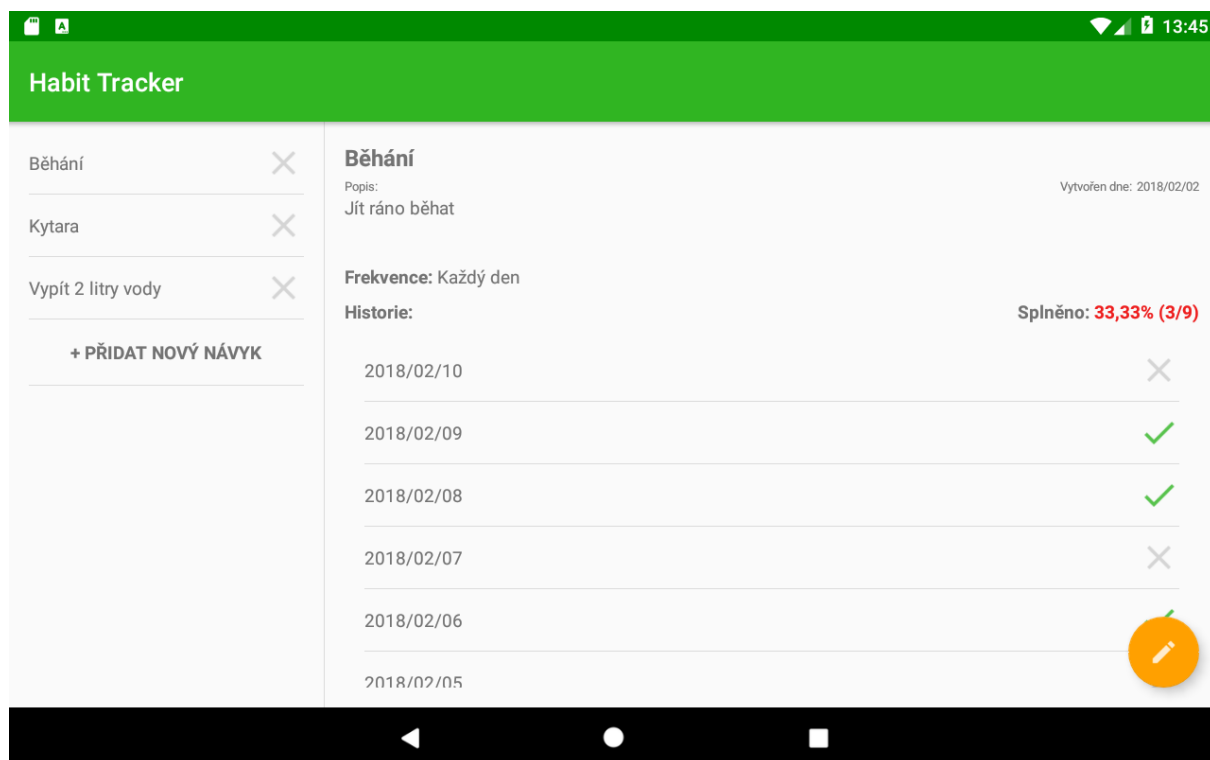 13:45
Habit Tracker
Běhání
Kytara
Vypít 2 litry vody
+ PŘIDAT NOVÝ NÁVYK
Běhání
Popis:
Vytvořen dne: 2018/02/02
Jít ráno běhat
Frekvence: Každý den
Historie:
Splněno: 33,33% (3/9)
2018/02/10
2018/02/09
2018/02/08
2018/02/07
2018/02/06
2018/02/05